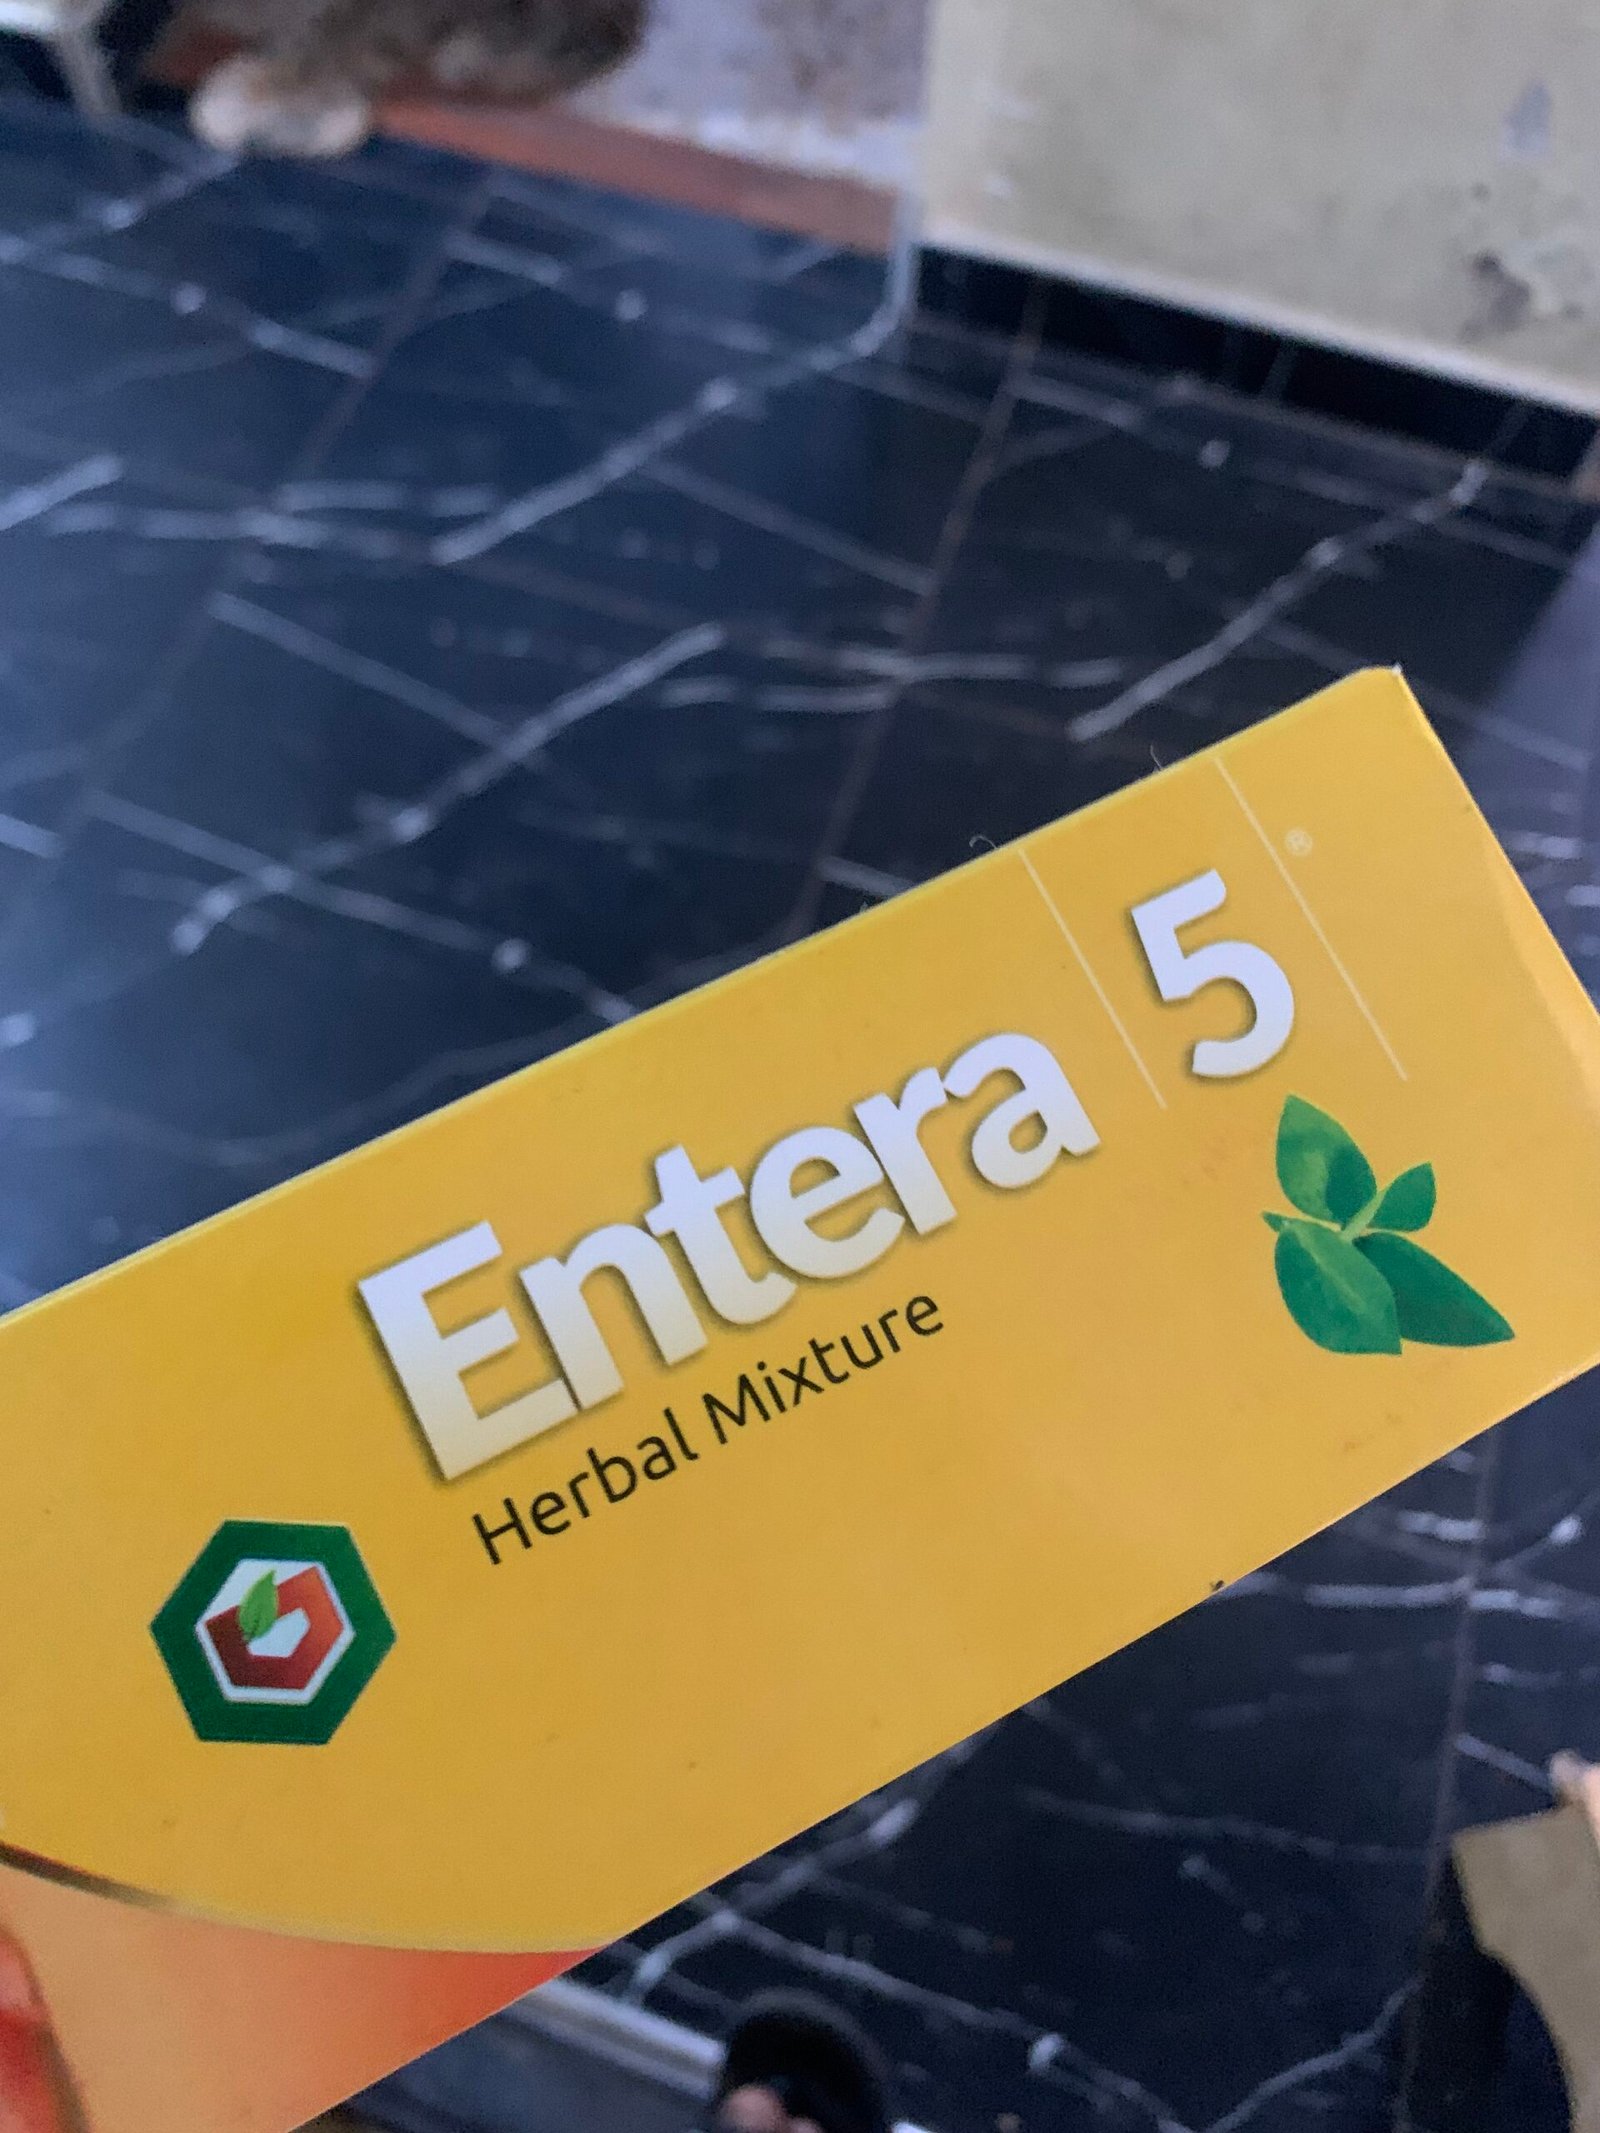 Entera 5 ®
Herbal Mixture